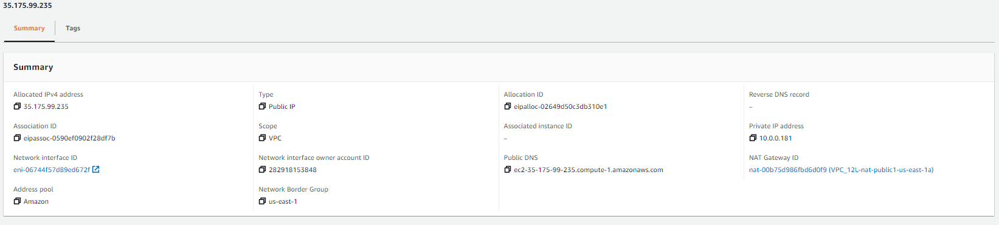 35.175.99.235
Summary
Tags
Summary
Allocated IPv4 address
35.175.99.235
Type
Public IP
Allocation ID
eipalloc-02649d50c3db310e1
Reverse DNS record
–
Association ID
eipassoc-0590ef0902f28df7b
Scope
VPC
Associated instance ID
–
Private IP address
10.0.0.181
Network interface ID
eni-06744f57d89ed672f
Network interface owner account ID
282918153848
Public DNS
ec2-35-175-99-235.compute-1.amazonaws.com
NAT Gateway ID
nat-00b75d986fbd6d0f9 (VPC_12L-nat-public1-us-east-1a)
Address pool
Amazon
Network Border Group
us-east-1